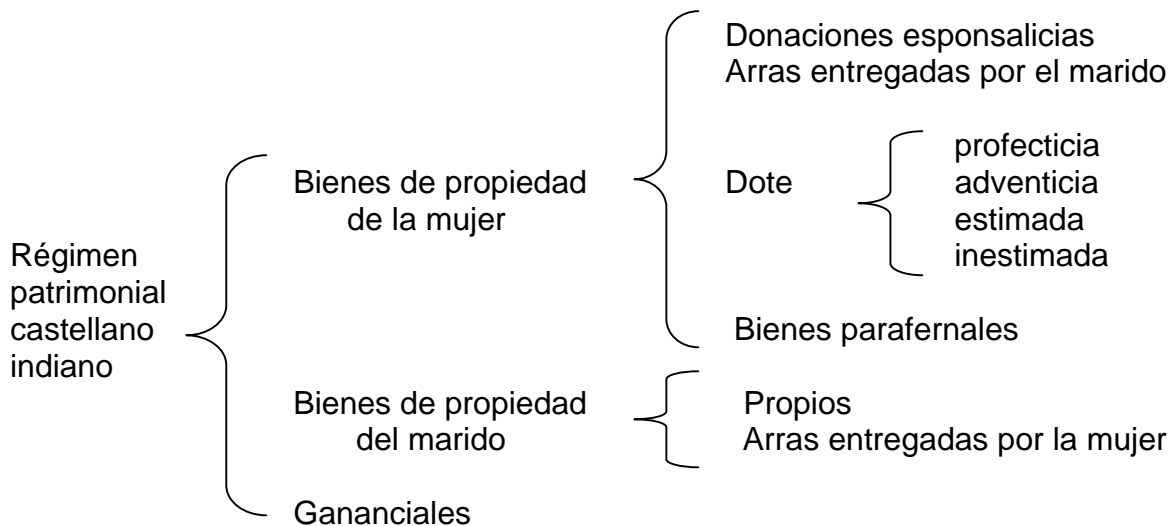 Régimen
patrimonial
castellano
indiano
Bienes de propiedad
de la mujer
Donaciones esponsalicias
Arras entregadas por el marido
Dote
profecticia
adventicia
estimada
inestimada
Bienes parafernales
Bienes de propiedad
del marido
Propios
Arras entregadas por la mujer
Gananciales